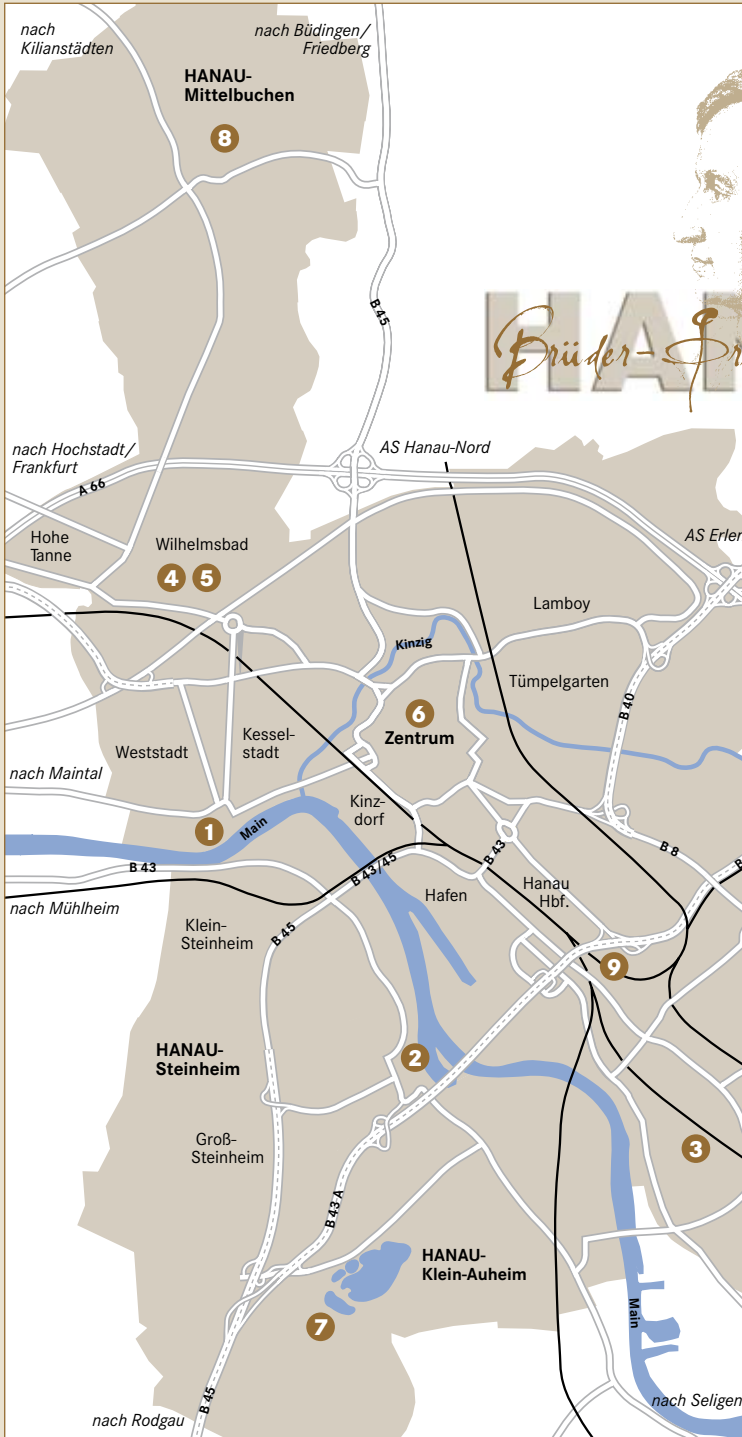 nach
Kilianstädten
nach Büdingen/
Friedberg
HANAU-
Mittelbuchen
8
B 45
HA
Brüder-Gr
nach Hochstadt/
Frankfurt
A 66
AS Hanau-Nord
Hohe
Tanne
Wilhelmsbad
4 5
AS Erlen
Lamboy
Kinzig
Tümpelgarten
B 40
6
Zentrum
Kessel-
stadt
Weststadt
nach Maintal
Kinz-
dorf
1
Main
B 43
B 43/45
B 43
B 8
B
nach Mühlheim
Hafen
Hanau
Hbf.
Klein-
Steinheim
B 45
9
HANAU-
Steinheim
2
Groß-
Steinheim
3
B 43 A
HANAU-
Klein-Auheim
7
Main
B 45
nach Rodgau
nach Seligen